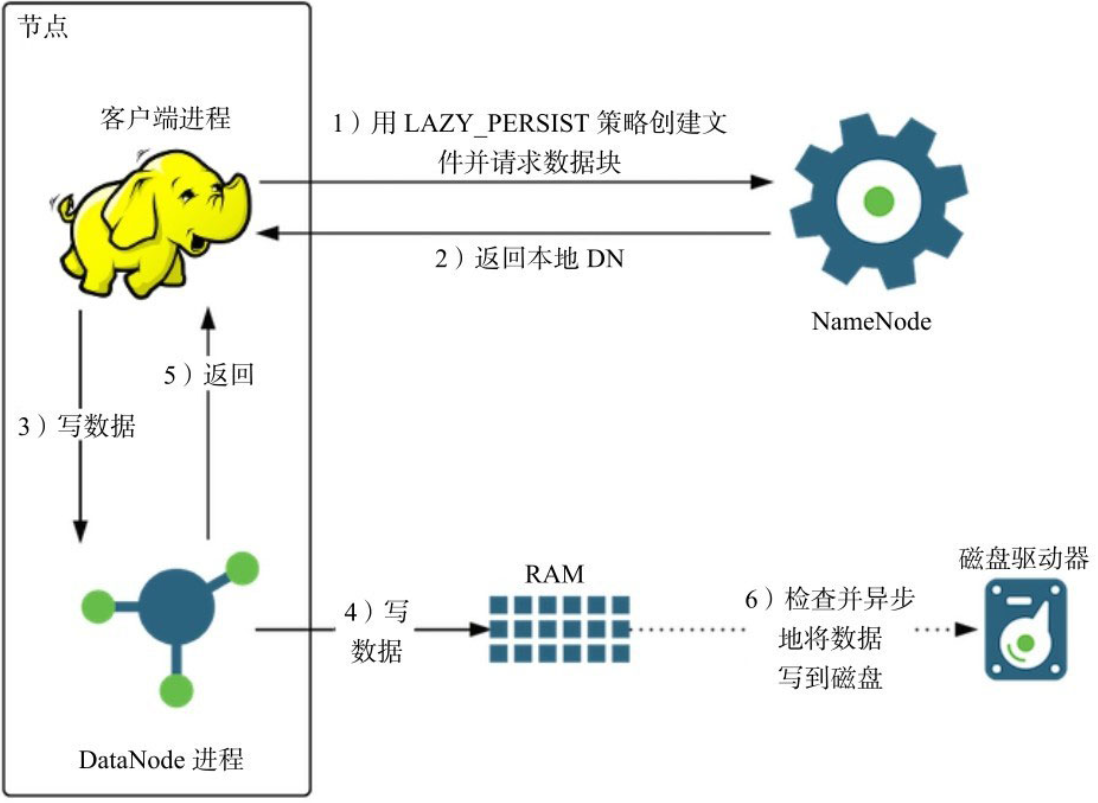 节点
客户端进程
1）用 LAZY_PERSIST 策略创建文
件并请求数据块
2）返回本地 DN
NameNode
5）返回
3）写数据
RAM
磁盘驱动器
4）写
数据
6）检查并异步
地将数据
写到磁盘
DataNode 进程